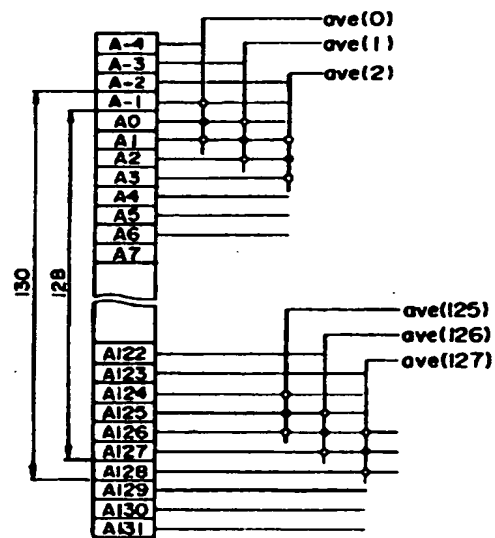 ave(0)
ave(1)
ave(2)
A-4
A-3
A-2
A-1
A0
A1
A2
A3
A4
A5
A6
A7
130
128
ave(125)
ave(126)
ave(127)
A122
A123
A124
A125
A126
A127
A128
A129
A130
A131